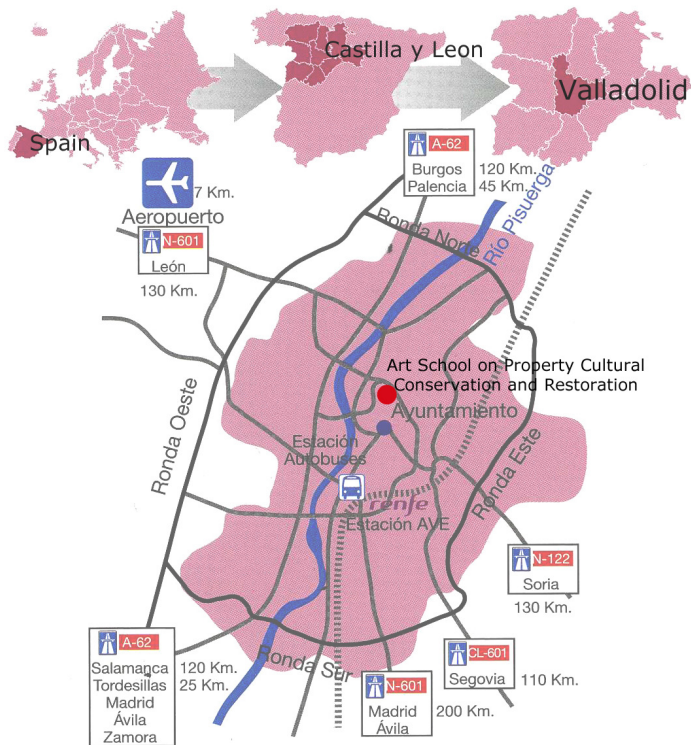 Spain
Castilla y Leon
Valladolid
7 Km.
Aeropuerto
N-601
León
130 Km.
A-62
Burgos
Palencia
120 Km.
45 Km.
Río Pisuerga
Ronda Norte
Art School on Property Cultural
Conservation and Restoration
Ayuntamiento
Ronda Oeste
Estación
Autobuses
renfe
Estación AVE
Ronda Este
N-122
Soria
130 Km.
A-62
Salamanca
Tordesillas
Madrid
Ávila
Zamora
120 Km.
25 Km.
Ronda Sur
N-601
Madrid
Ávila
200 Km.
CL-601
Segovia
110 Km.